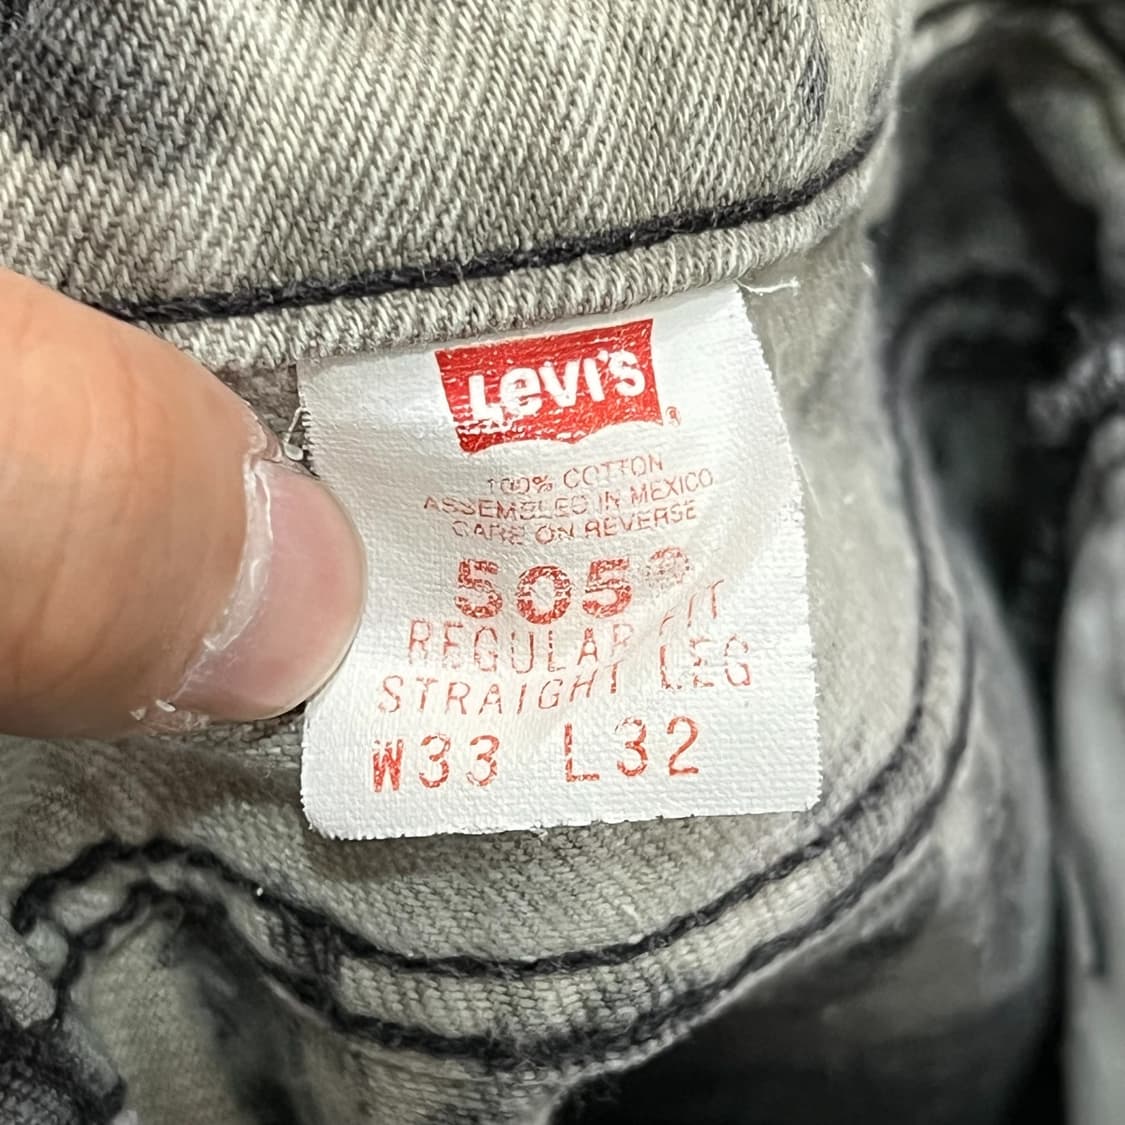 Levi's®
100% COTTON
ASSEMBLED IN MEXICO
CARE ON REVERSE
505®
REGULAR FIT
STRAIGHT LEG
W33 L32